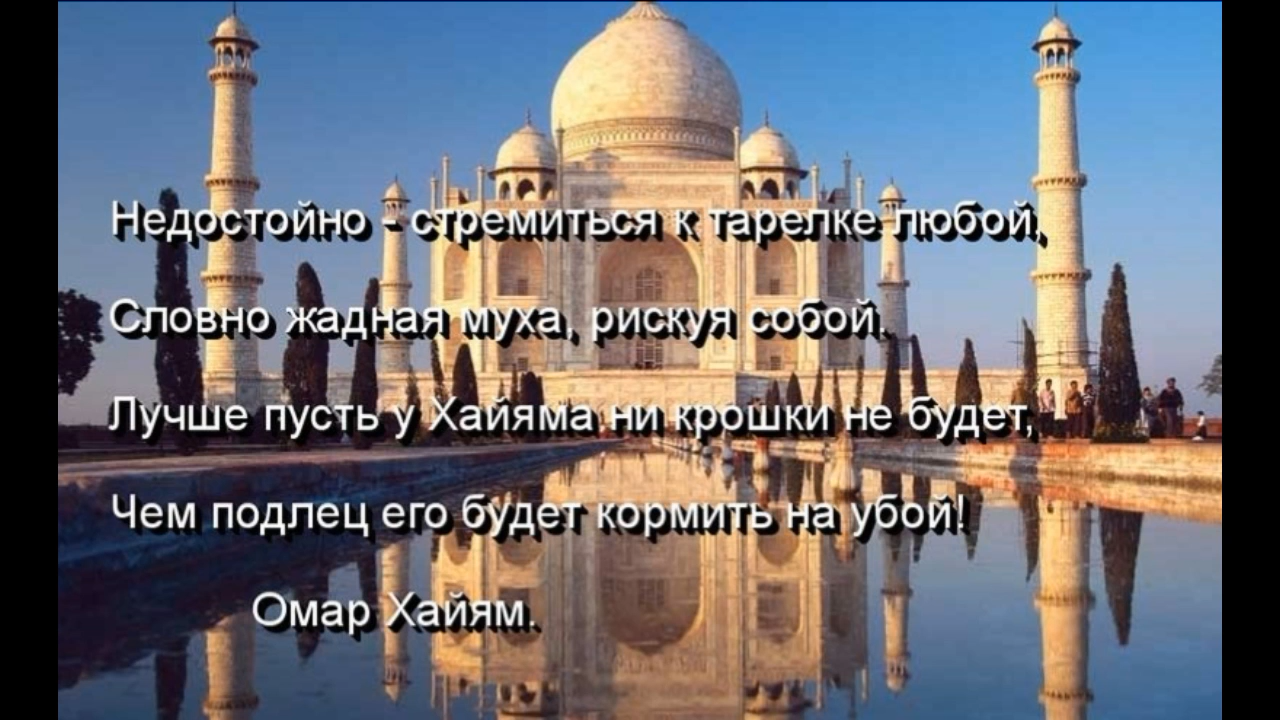 Недостойно - стремиться к тарелке любой,
Словно жадная муха, рискуя собой.
Лучше пусть у Хайяма ни крошки не будет,
Чем подлец его будет кормить на убой!
Омар Хайям.